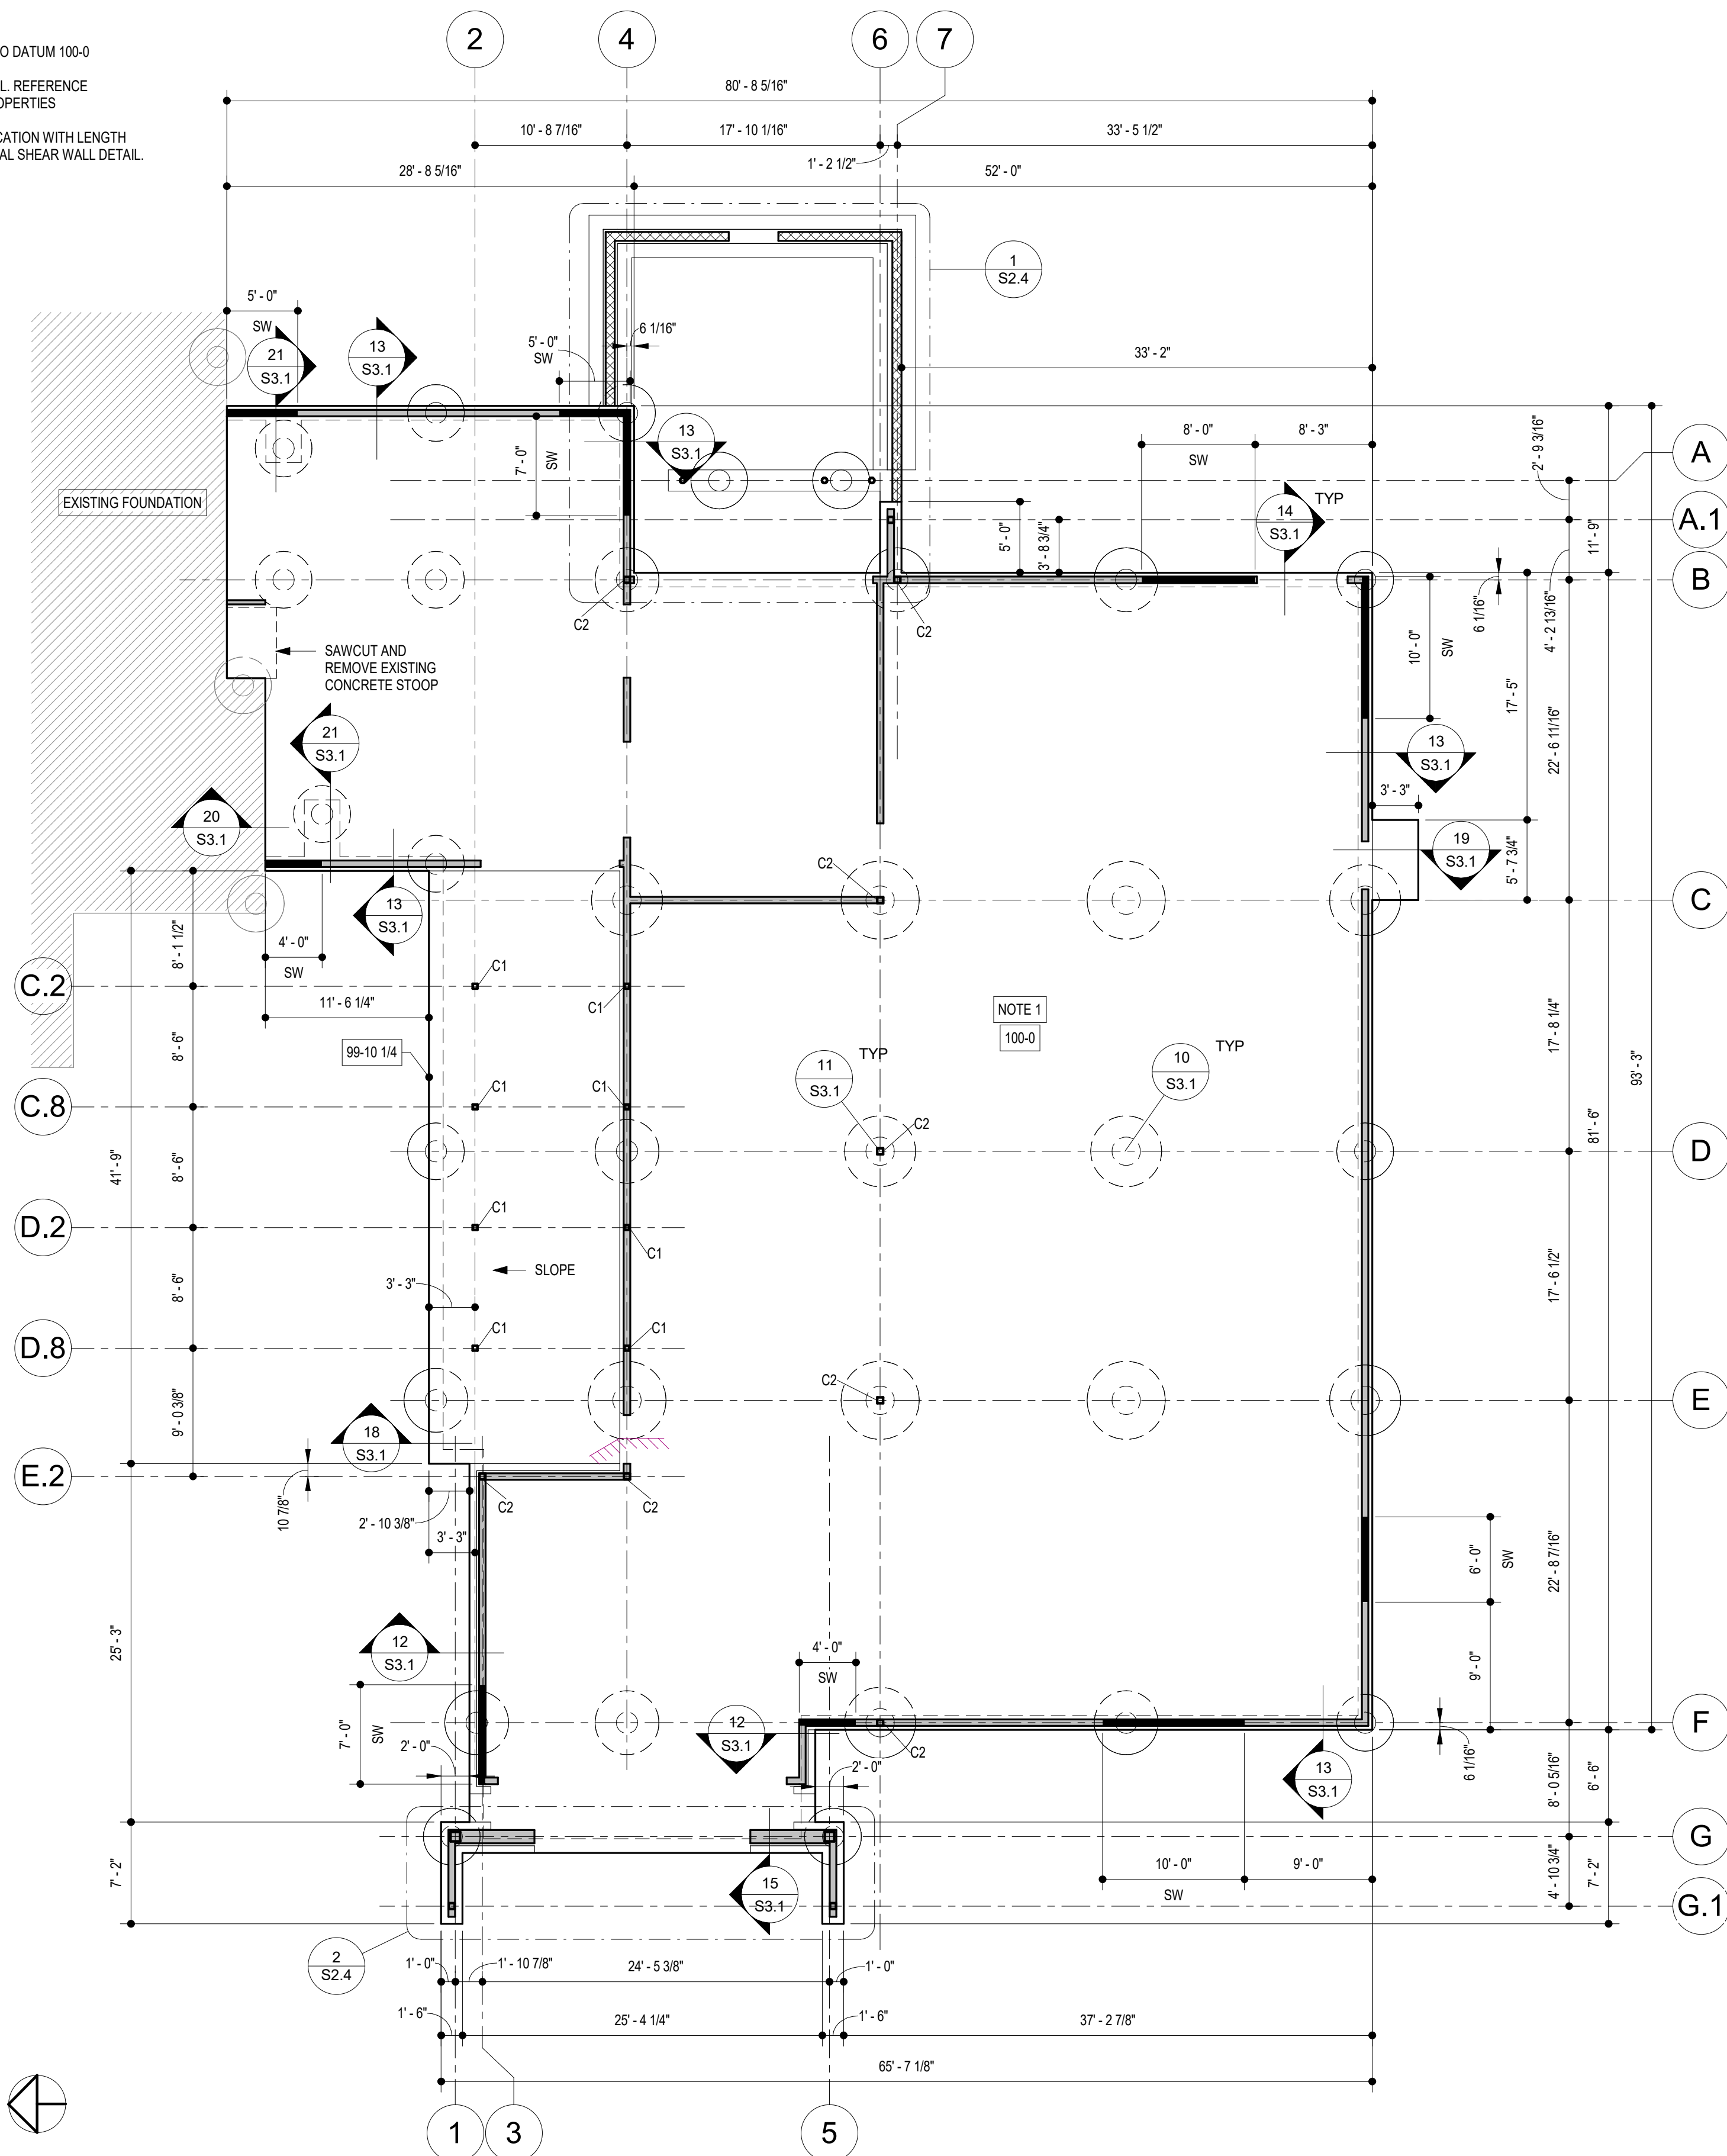 O DATUM 100-0
L. REFERENCE
OPERTIES
CATION WITH LENGTH
AL SHEAR WALL DETAIL.
2
4
6
7
80' - 8 5/16"
10' - 8 7/16"
17' - 10 1/16"
33' - 5 1/2"
1' - 2 1/2"
28' - 8 5/16"
52' - 0"
1
S2.4
5' - 0"
SW
21
S3.1
13
S3.1
5' - 0"
SW
6 1/16"
33' - 2"
7' - 0"
SW
13
S3.1
8' - 0"
SW
8' - 3"
2' - 9 3/16"
A
EXISTING FOUNDATION
14
S3.1
TYP
5' - 0"
3' - 8 3/4"
A.1
11' - 9"
B
C2
C2
6 1/16"
4' - 2 13/16"
10' - 0"
SW
SAWCUT AND
REMOVE EXISTING
CONCRETE STOOP
17' - 5"
22' - 6 11/16"
21
S3.1
13
S3.1
3' - 3"
20
S3.1
19
S3.1
5' - 7 3/4"
C2
C
13
S3.1
8' - 1 1/2"
4' - 0"
SW
C.2
C1
C1
11' - 6 1/4"
NOTE 1
100-0
17' - 8 1/4"
8' - 6"
99-10 1/4
11
S3.1
TYP
10
S3.1
TYP
93' - 3"
C.8
C1
C1
C2
81' - 6"
D
41' - 9"
8' - 6"
D.2
C1
C1
SLOPE
3' - 3"
8' - 6"
17' - 6 1/2"
D.8
C1
C1
C2
E
9' - 0 3/8"
18
S3.1
E.2
10 7/8"
C2
C2
2' - 10 3/8"
3' - 3"
6' - 0"
SW
22' - 8 7/16"
25' - 3"
12
S3.1
4' - 0"
SW
9' - 0"
7' - 0"
SW
12
S3.1
F
C2
2' - 0"
2' - 0"
13
S3.1
6 1/16"
8' - 0 5/16"
6' - 6"
G
7' - 2"
15
S3.1
10' - 0"
SW
9' - 0"
4' - 10 3/4"
7' - 2"
G.1
2
S2.4
1' - 0"
1' - 10 7/8"
24' - 5 3/8"
1' - 0"
1' - 6"
25' - 4 1/4"
1' - 6"
37' - 2 7/8"
65' - 7 1/8"
1
3
5